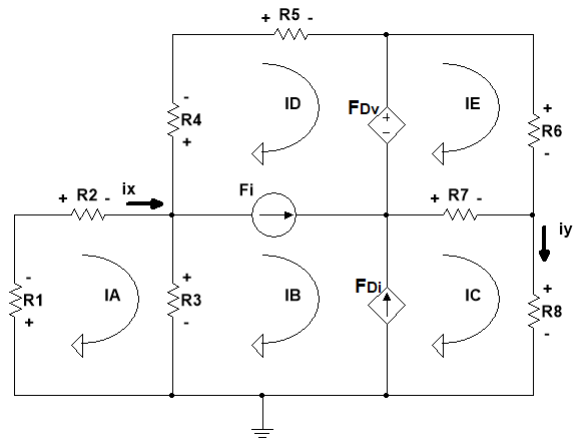 + R5 -
- R4 +
ID
FDv
+
-
IE
+ R6 -
+ R2 -
ix
Fi
+ R7 -
iy
- R1 +
IA
+ R3 -
IB
FDi
IC
+ R8 -